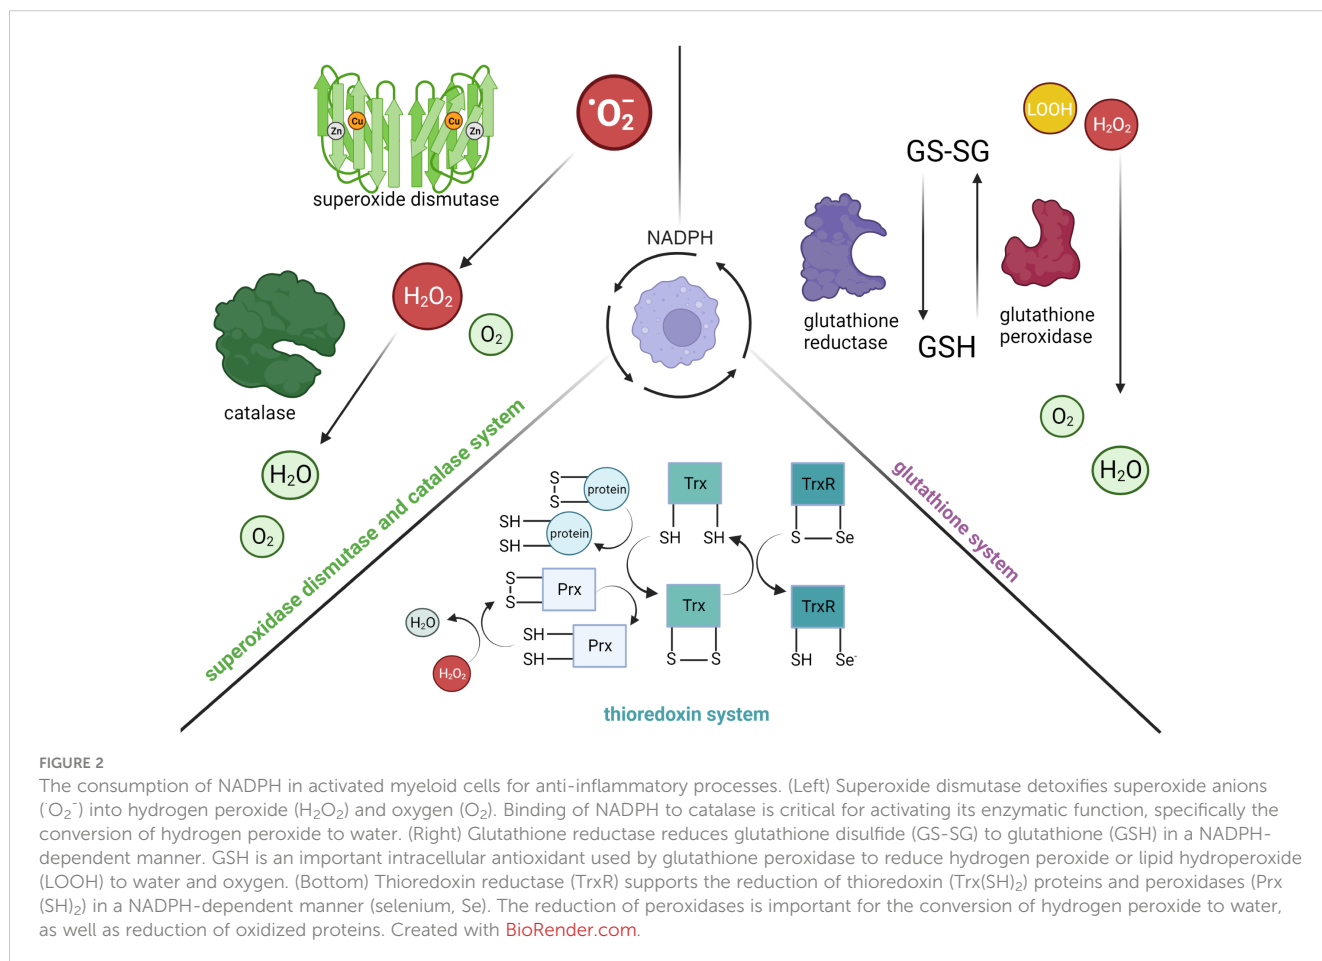 Zn
Cu
Cu
Zn
•O₂⁻
superoxide dismutase
H₂O₂
O₂
catalase
H₂O
O₂
superoxidase dismutase and catalase system
NADPH
LOOH
H₂O₂
GS-SG
glutathione
reductase
GSH
glutathione
peroxidase
O₂
H₂O
glutathione system
S
S
protein
SH
SH
protein
S
S
Prx
SH
SH
Prx
H₂O
H₂O₂
Trx
SH
SH
Trx
S
S
TrxR
S
Se
TrxR
SH
Se⁻
thioredoxin system
FIGURE 2
The consumption of NADPH in activated myeloid cells for anti-inflammatory processes. (Left) Superoxide dismutase detoxifies superoxide anions
(˙O₂⁻) into hydrogen peroxide (H₂O₂) and oxygen (O₂). Binding of NADPH to catalase is critical for activating its enzymatic function, specifically the
conversion of hydrogen peroxide to water. (Right) Glutathione reductase reduces glutathione disulfide (GS-SG) to glutathione (GSH) in a NADPH-
dependent manner. GSH is an important intracellular antioxidant used by glutathione peroxidase to reduce hydrogen peroxide or lipid hydroperoxide
(LOOH) to water and oxygen. (Bottom) Thioredoxin reductase (TrxR) supports the reduction of thioredoxin (Trx(SH)₂) proteins and peroxidases (Prx
(SH)₂) in a NADPH-dependent manner (selenium, Se). The reduction of peroxidases is important for the conversion of hydrogen peroxide to water,
as well as reduction of oxidized proteins. Created with BioRender.com.